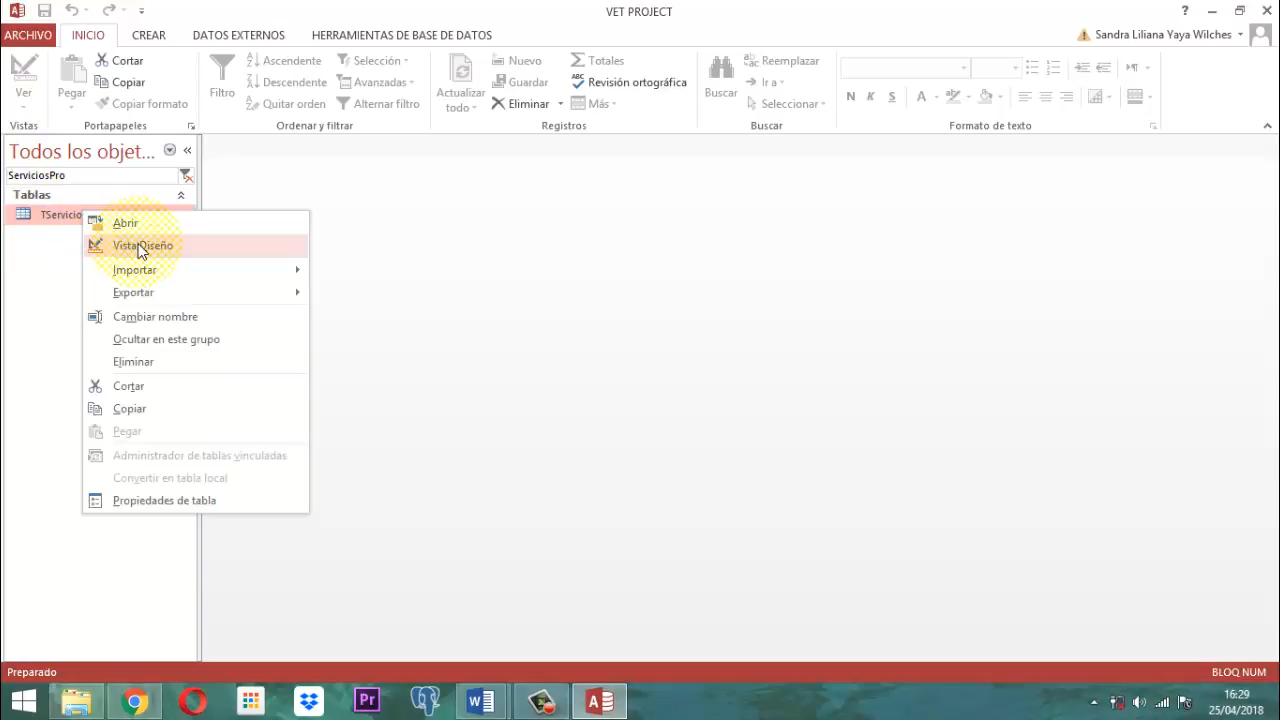 VET PROJECT
?
ARCHIVO INICIO CREAR DATOS EXTERNOS HERRAMIENTAS DE BASE DE DATOS Sandra Liliana Yaya Wilches
Ver
Vistas
Pegar
Cortar
Copiar
Copiar formato
Portapapeles
Filtro
Ascendente
Descendente
Quitar orden
Selección
Avanzadas
Alternar filtro
Ordenar y filtrar
Actualizar
todo
Nuevo
Guardar
Eliminar
Totales
Revisión ortográfica
Más
Registros
Buscar
Reemplazar
Ir a
Seleccionar
Buscar
N K S A
Formato de texto
Todos los objet...
ServiciosPro
Tablas
TServicio
Abrir
Vista Diseño
Importar
Exportar
Cambiar nombre
Ocultar en este grupo
Eliminar
Cortar
Copiar
Pegar
Administrador de tablas vinculadas
Convertir en tabla local
Propiedades de tabla
Preparado
BLOQ NUM
Pr
16:29
25/04/2018